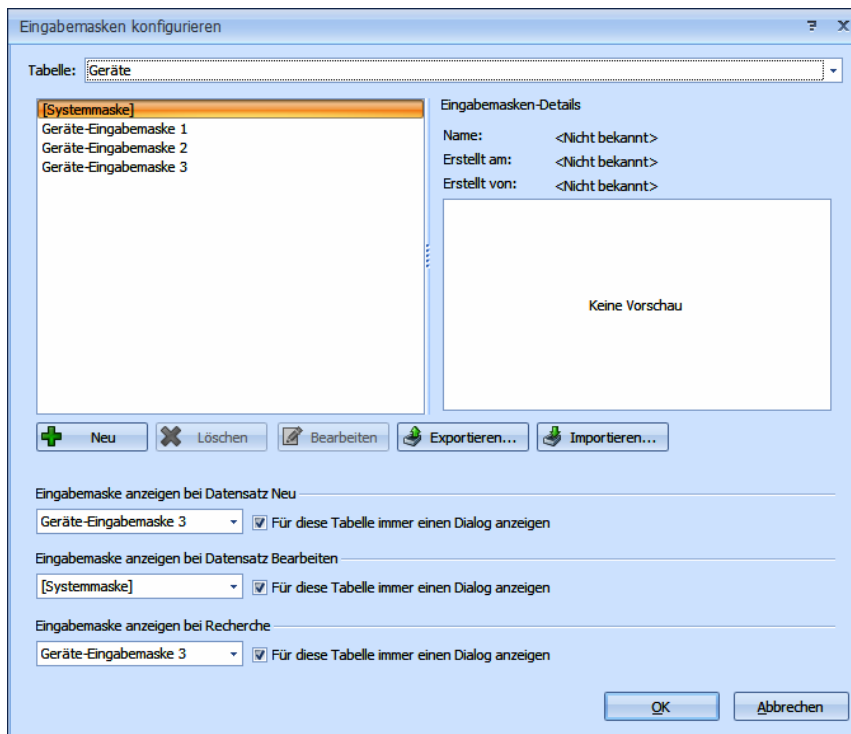 Eingabemasken konfigurieren
Tabelle: Geräte
[Systemmaske]
Geräte-Eingabemaske 1
Geräte-Eingabemaske 2
Geräte-Eingabemaske 3
Eingabemasken-Details
Name: <Nicht bekannt>
Erstellt am: <Nicht bekannt>
Erstellt von: <Nicht bekannt>
Keine Vorschau
Neu Löschen Bearbeiten Exportieren... Importieren...
Eingabemaske anzeigen bei Datensatz Neu
Geräte-Eingabemaske 3 Für diese Tabelle immer einen Dialog anzeigen
Eingabemaske anzeigen bei Datensatz Bearbeiten
[Systemmaske] Für diese Tabelle immer einen Dialog anzeigen
Eingabemaske anzeigen bei Recherche
Geräte-Eingabemaske 3 Für diese Tabelle immer einen Dialog anzeigen
OK Abbrechen